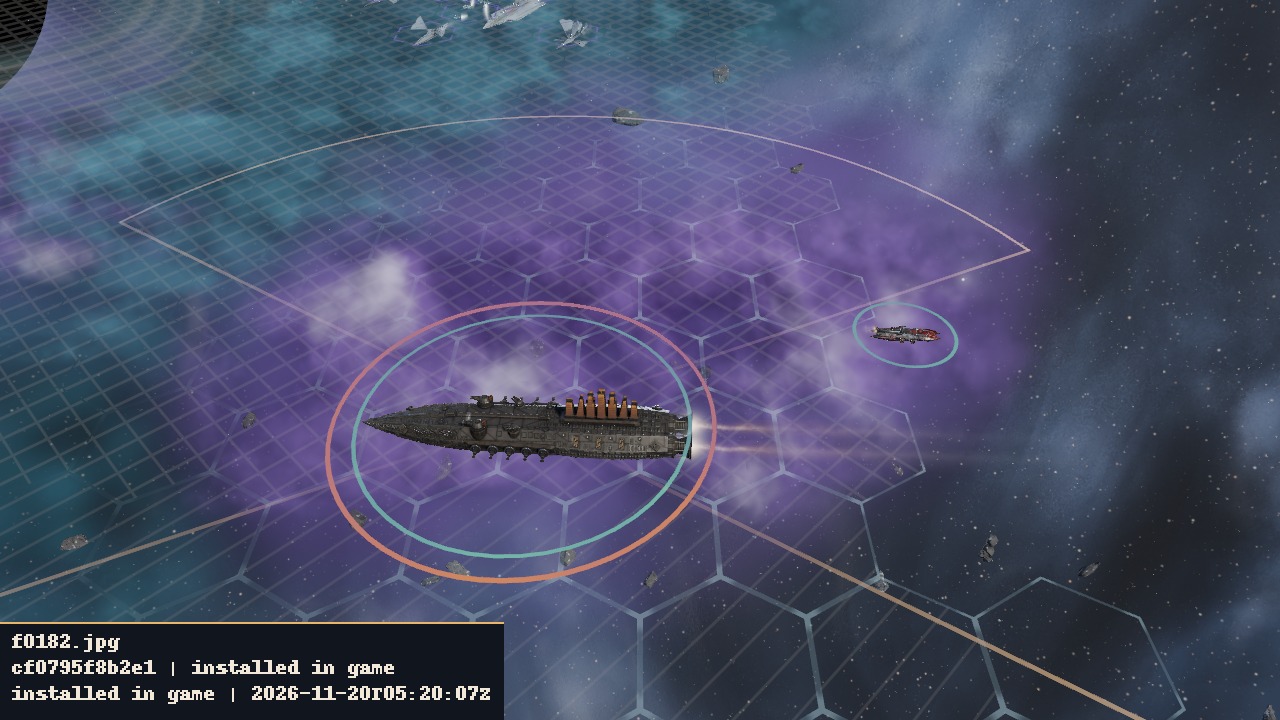 f0182.jpg
cf0795f8b2e1 | installed in game
installed in game | 2026-11-20T05:20:07Z